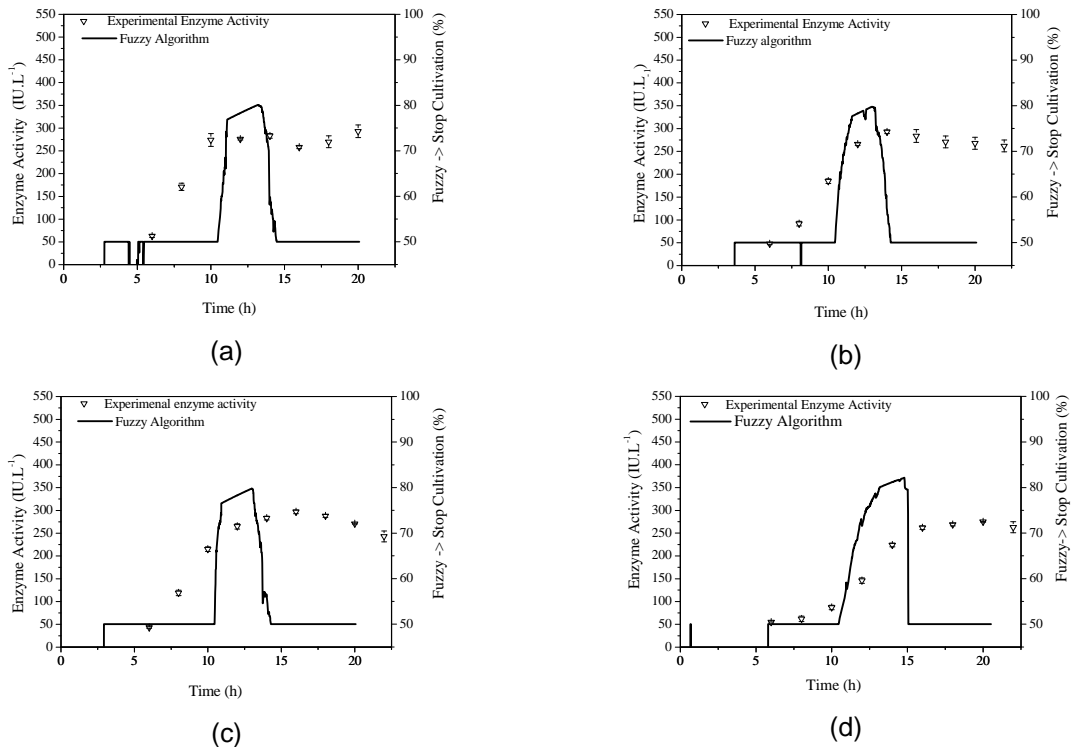 Experimental Enzyme Activity
Fuzzy Algorithm
Enzyme Activity (IU.L⁻¹)
550
500
450
400
350
300
250
200
150
100
50
0
100
90
80
70
60
50
Fuzzy -> Stop Cultivation (%)
0 5 10 15 20
Time (h)
(a)
Experimental Enzyme Activity
Fuzzy algorithm
Enzyme Activity (IU.L-1)
550
500
450
400
350
300
250
200
150
100
50
0
100
90
80
70
60
50
Fuzzy -> Stop Cultivation (%)
0 5 10 15 20
Time (h)
(b)
Experimenal enzyme activity
Fuzzy Algorithm
Enzyme Activity (IU.L⁻¹)
550
500
450
400
350
300
250
200
150
100
50
0
100
90
80
70
60
50
Fuzzy -> Stop Cultivation (%)
0 5 10 15 20
Time (h)
(c)
Experimental Enzyme Activity
Fuzzy Algorithm
Enzyme Activity (IU.L⁻¹)
550
500
450
400
350
300
250
200
150
100
50
0
100
90
80
70
60
50
Fuzzy-> Stop Cultivation (%)
0 5 10 15 20
Time (h)
(d)